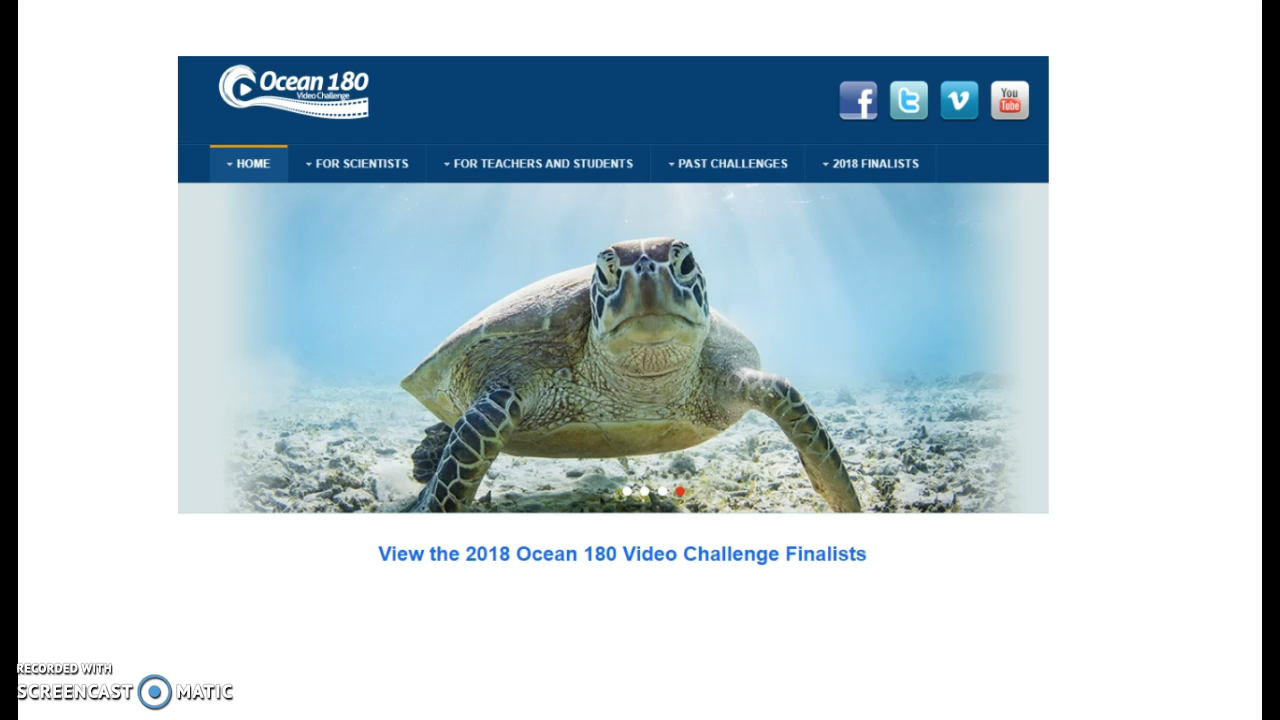 Ocean 180
Video Challenge
f
t
v
You
Tube
HOME FOR SCIENTISTS FOR TEACHERS AND STUDENTS PAST CHALLENGES 2018 FINALISTS
View the 2018 Ocean 180 Video Challenge Finalists
RECORDED WITH
SCREENCAST MATIC